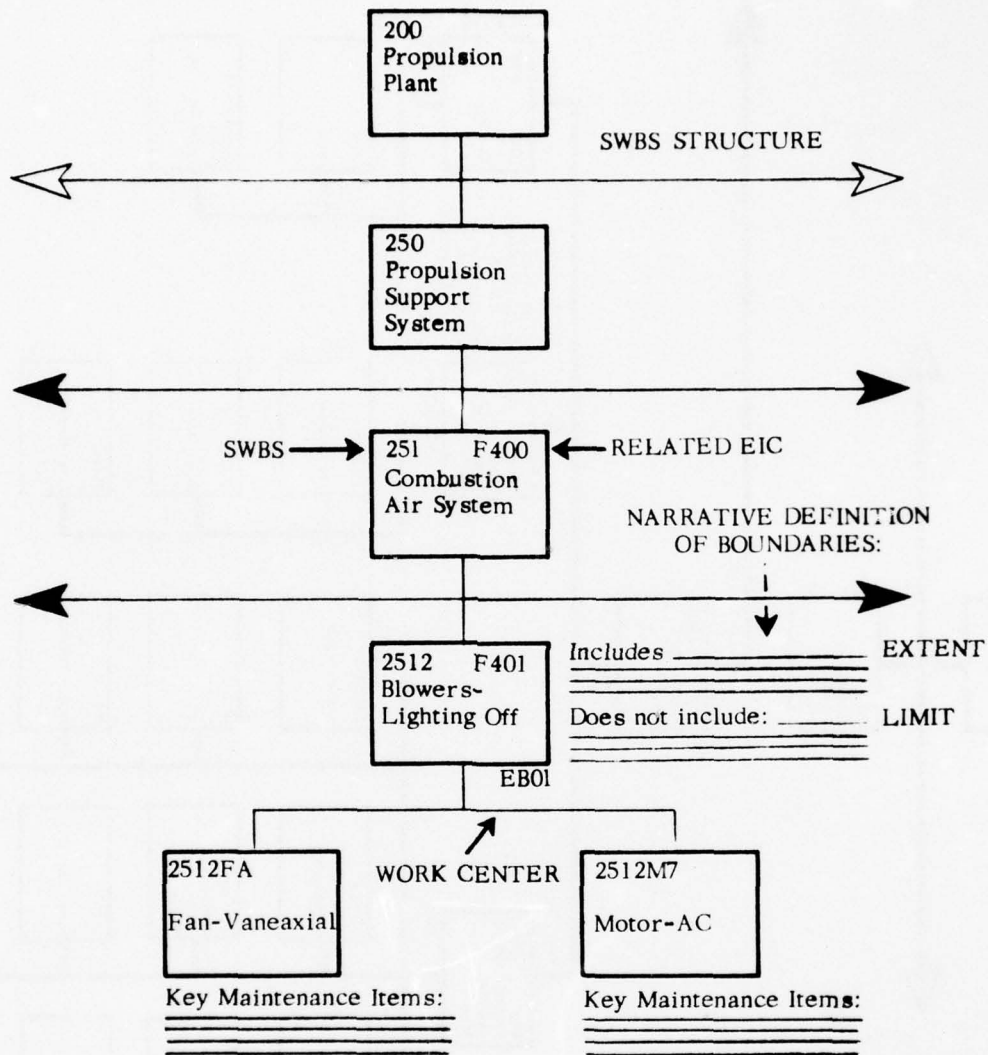 200
Propulsion
Plant
SWBS STRUCTURE
250
Propulsion
Support
System
SWBS
251 F400
Combustion
Air System
RELATED EIC
NARRATIVE DEFINITION
OF BOUNDARIES:
2512 F401
Blowers-
Lighting Off
Includes
EXTENT
Does not include:
LIMIT
EB01
WORK CENTER
2512FA
Fan-Vaneaxial
2512M7
Motor-AC
Key Maintenance Items:
Key Maintenance Items: